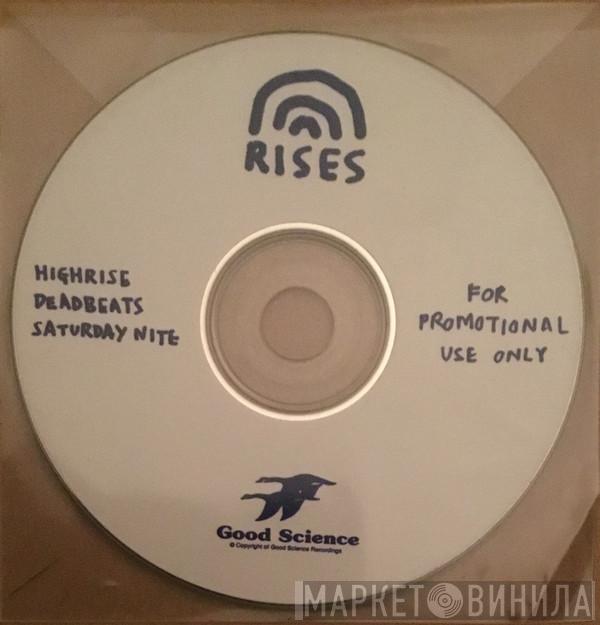 RISES
HIGHRISE
DEADBEATS
SATURDAY NITE
FOR
PROMOTIONAL
USE ONLY
Good Science
© Copyright of Good Science Recordings
МАРКЕТ ВИНИЛА